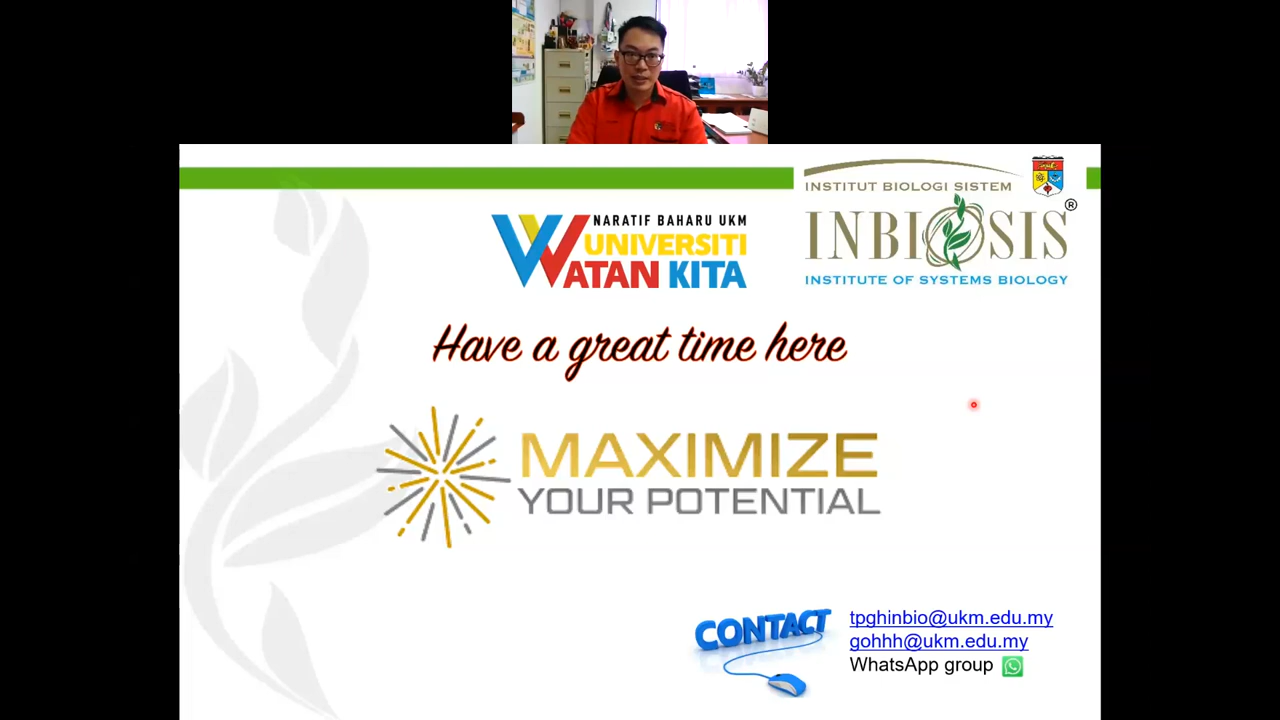 INSTITUT BIOLOGI SISTEM
INBIOSIS®
INSTITUTE OF SYSTEMS BIOLOGY
NARATIF BAHARU UKM
UNIVERSITI
WATAN KITA
Have a great time here
MAXIMIZE
YOUR POTENTIAL
CONTACT
tpghinbio@ukm.edu.my
gohhh@ukm.edu.my
WhatsApp group